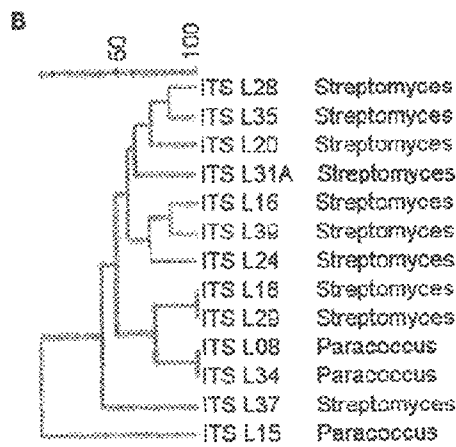 B
50 100
ITS L28 Streptomyces
ITS L35 Streptomyces
ITS L20 Streptomyces
ITS L31A Streptomyces
ITS L16 Streptomyces
ITS L39 Streptomyces
ITS L24 Streptomyces
ITS L18 Streptomyces
ITS L29 Streptomyces
ITS L08 Paracoccus
ITS L34 Paracoccus
ITS L37 Streptomyces
ITS L15 Paracoccus